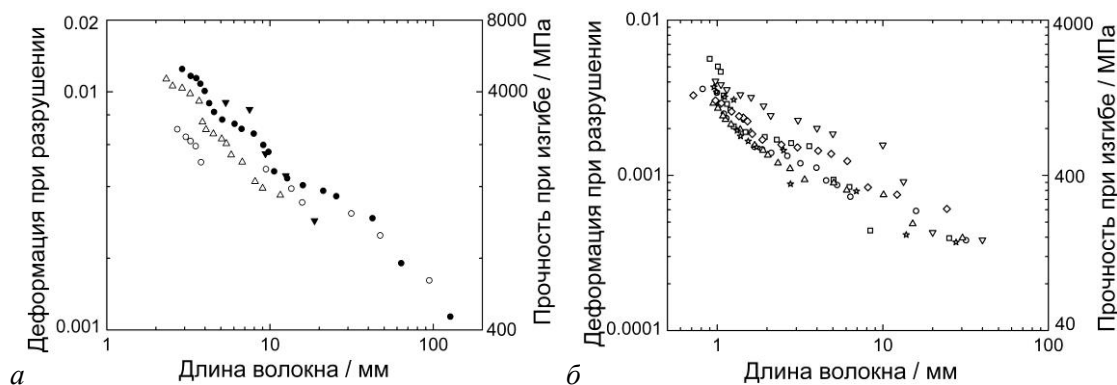 Деформация при разрушении
0.02
0.01
0.001
8000
4000
400
Прочность при изгибе / МПа
1
10
100
Длина волокна / мм
а
Деформация при разрушении
0.01
0.001
0.0001
4000
400
40
Прочность при изгибе / МПа
1
10
100
Длина волокна / мм
б